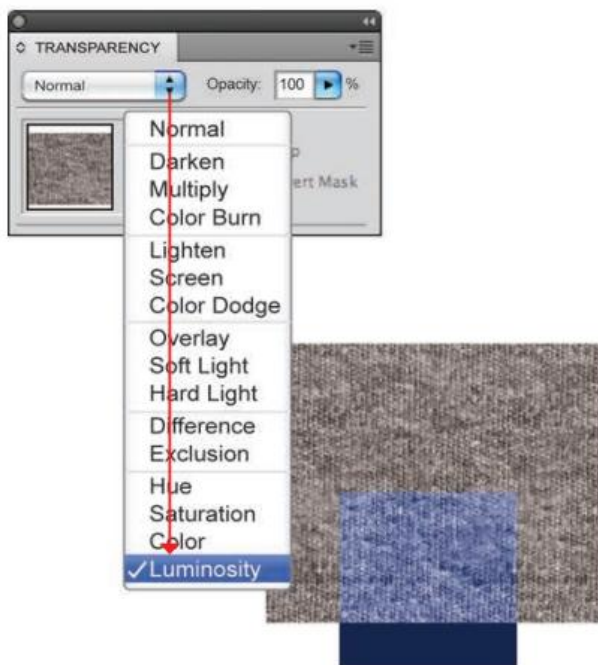 TRANSPARENCY
Normal Opacity: 100 %
Normal
Darken
Multiply
Color Burn
Lighten
Screen
Color Dodge
Overlay
Soft Light
Hard Light
Difference
Exclusion
Hue
Saturation
Color
✓Luminosity
p
ert Mask